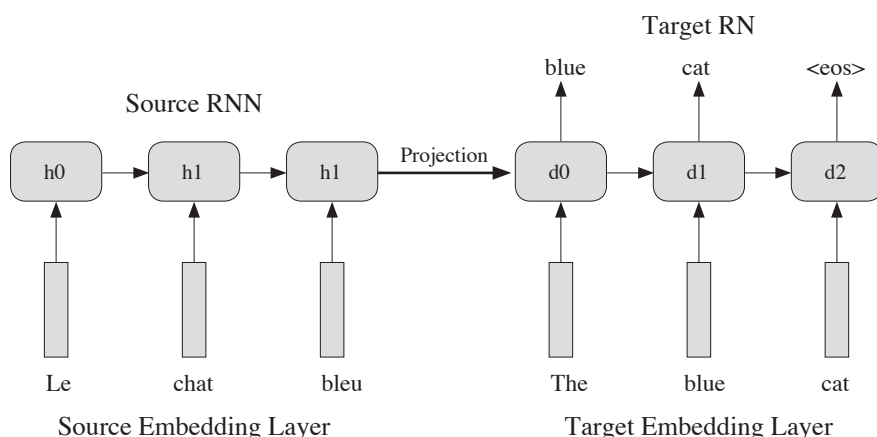 Target RN
blue cat <eos>
Source RNN
h0 h1 h1 Projection d0 d1 d2
Le chat bleu The blue cat
Source Embedding Layer Target Embedding Layer